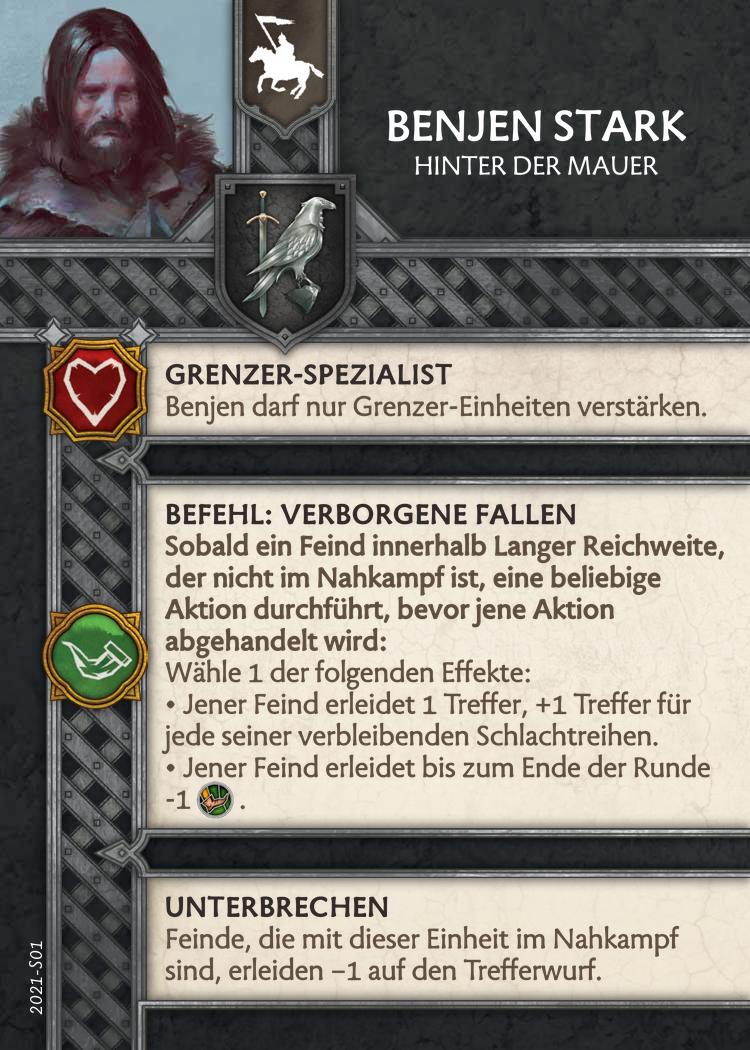 BENJEN STARK
HINTER DER MAUER
GRENZER-SPEZIALIST
Benjen darf nur Grenzer-Einheiten verstärken.
BEFEHL: VERBORGENE FALLEN
Sobald ein Feind innerhalb Langer Reichweite,
der nicht im Nahkampf ist, eine beliebige
Aktion durchführt, bevor jene Aktion
abgehandelt wird:
Wähle 1 der folgenden Effekte:
• Jener Feind erleidet 1 Treffer, +1 Treffer für
jede seiner verbleibenden Schlachtreihen.
• Jener Feind erleidet bis zum Ende der Runde
-1 .
UNTERBRECHEN
Feinde, die mit dieser Einheit im Nahkampf
sind, erleiden −1 auf den Trefferwurf.
2021-S01